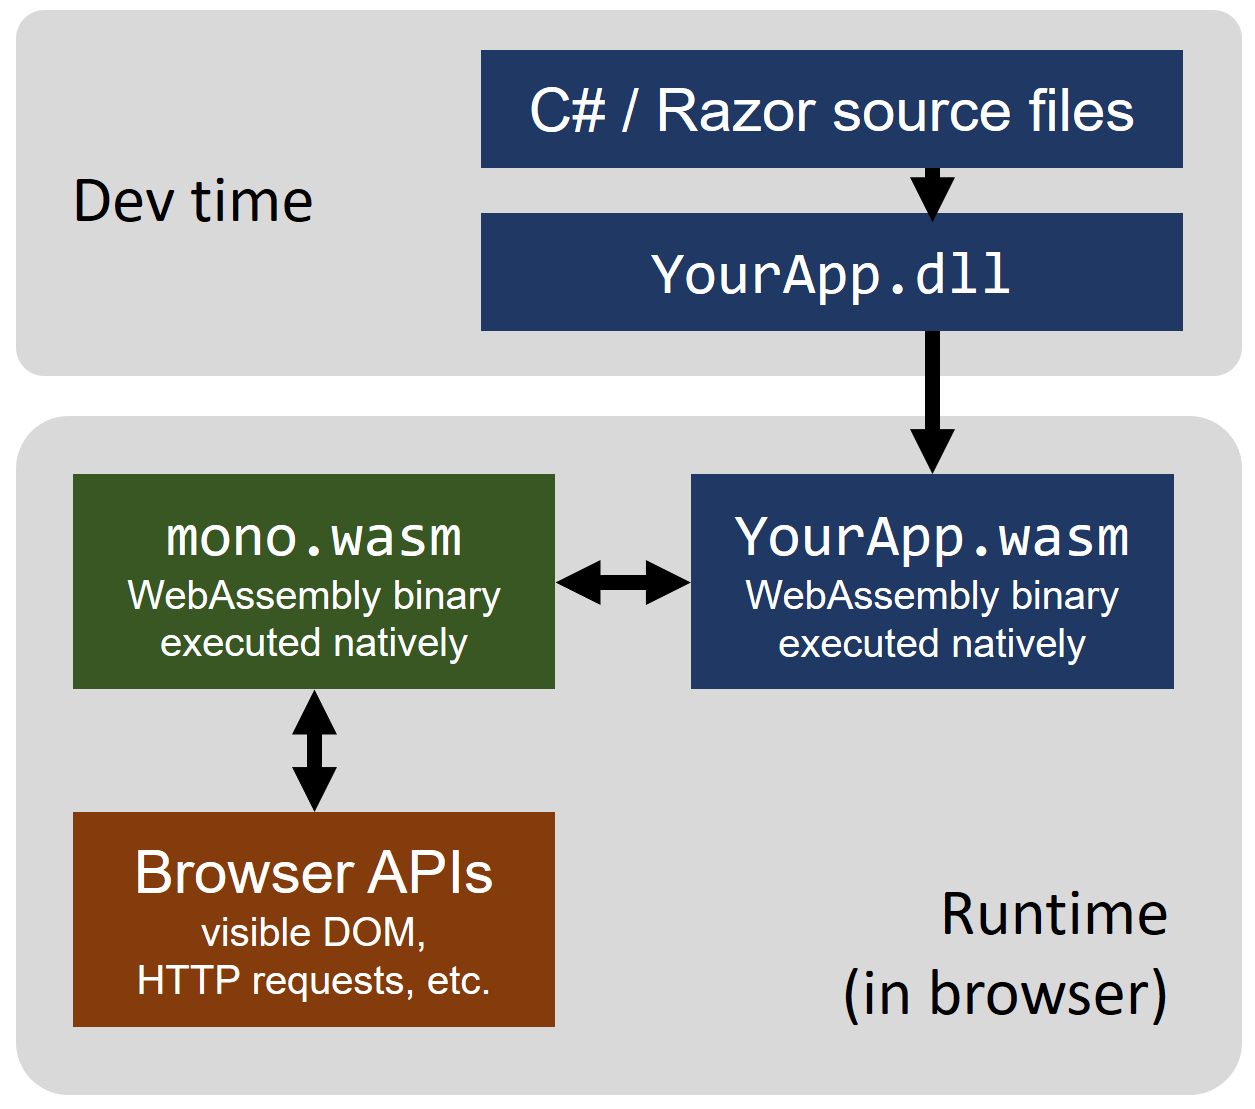 C# / Razor source files
Dev time
YourApp.dll
mono.wasm
WebAssembly binary
executed natively
YourApp.wasm
WebAssembly binary
executed natively
Browser APIs
visible DOM,
HTTP requests, etc.
Runtime
(in browser)